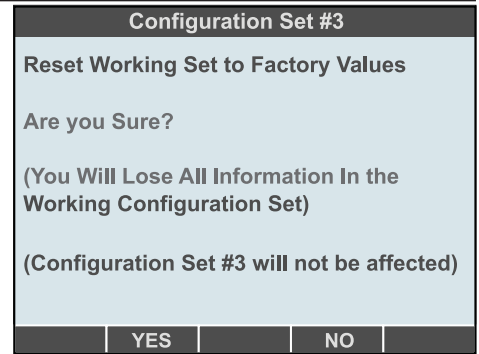 Configuration Set #3
Reset Working Set to Factory Values
Are you Sure?
(You Will Lose All Information In the
Working Configuration Set)
(Configuration Set #3 will not be affected)
YES NO